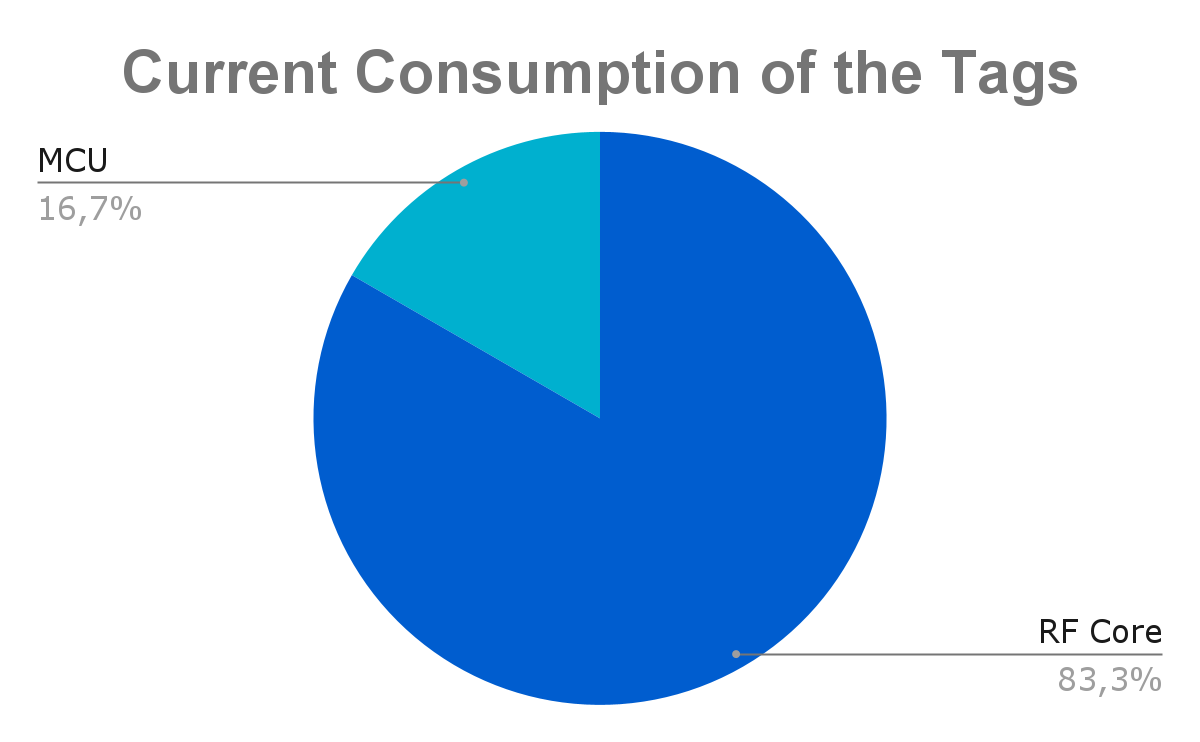 Current Consumption of the Tags
MCU
16,7%
RF Core
83,3%